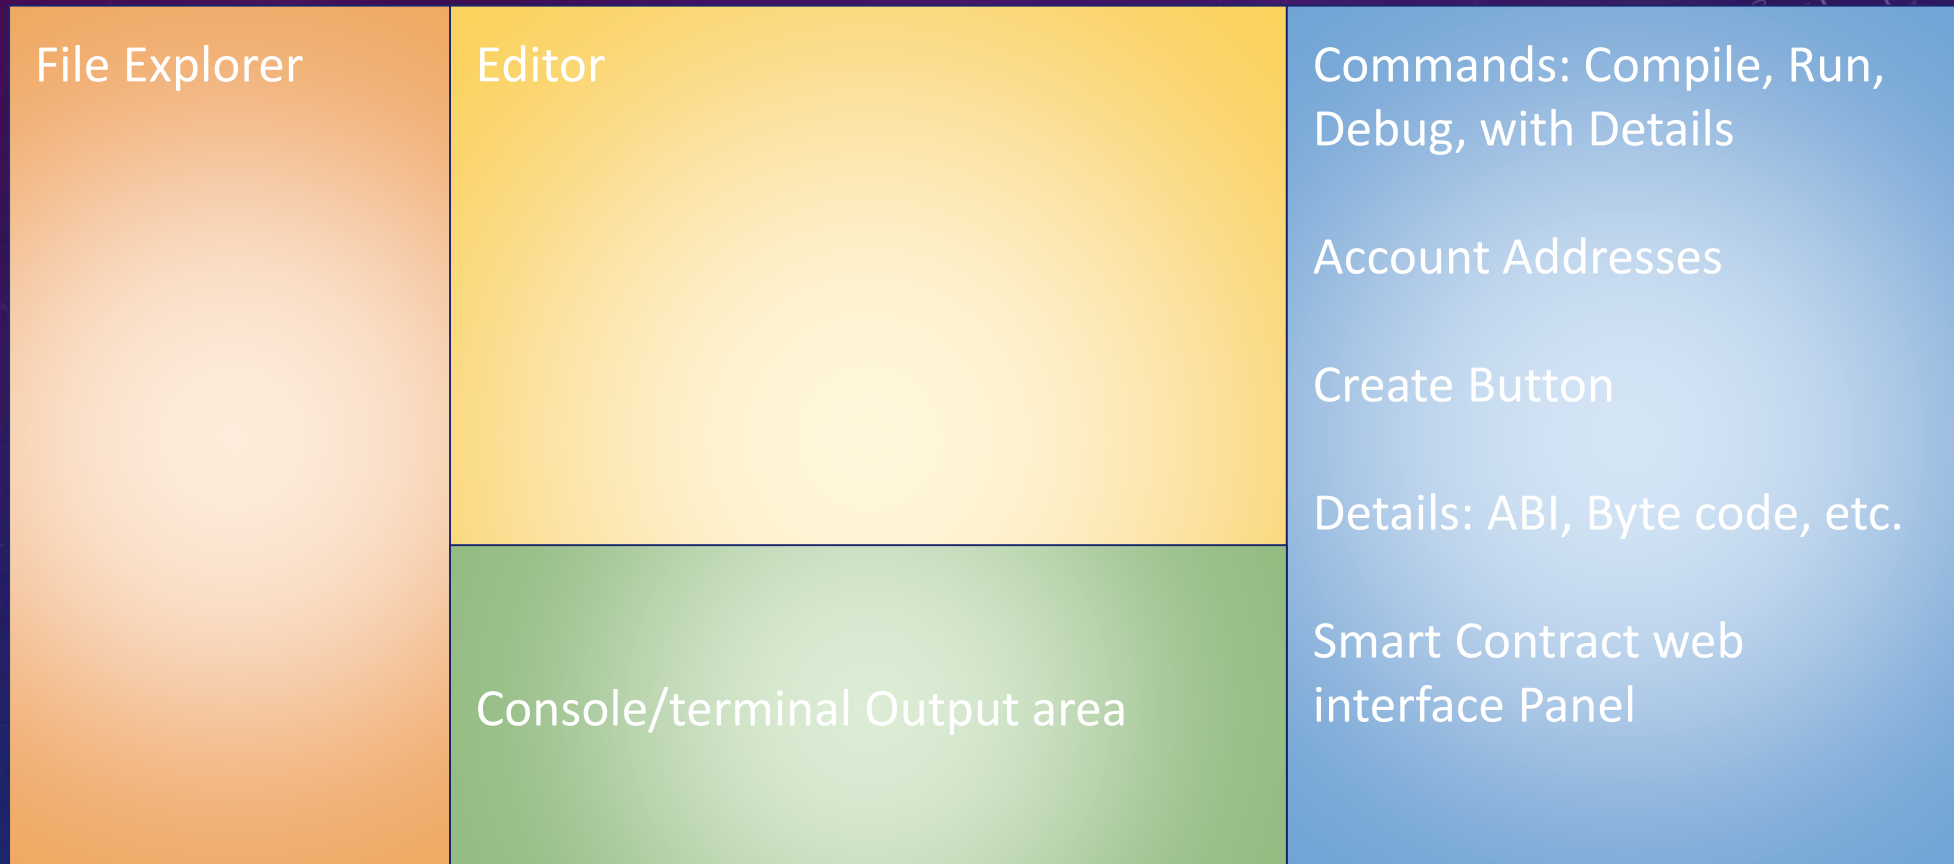 File Explorer
Editor
Console/terminal Output area
Commands: Compile, Run,
Debug, with Details
Account Addresses
Create Button
Details: ABI, Byte code, etc.
Smart Contract web
interface Panel